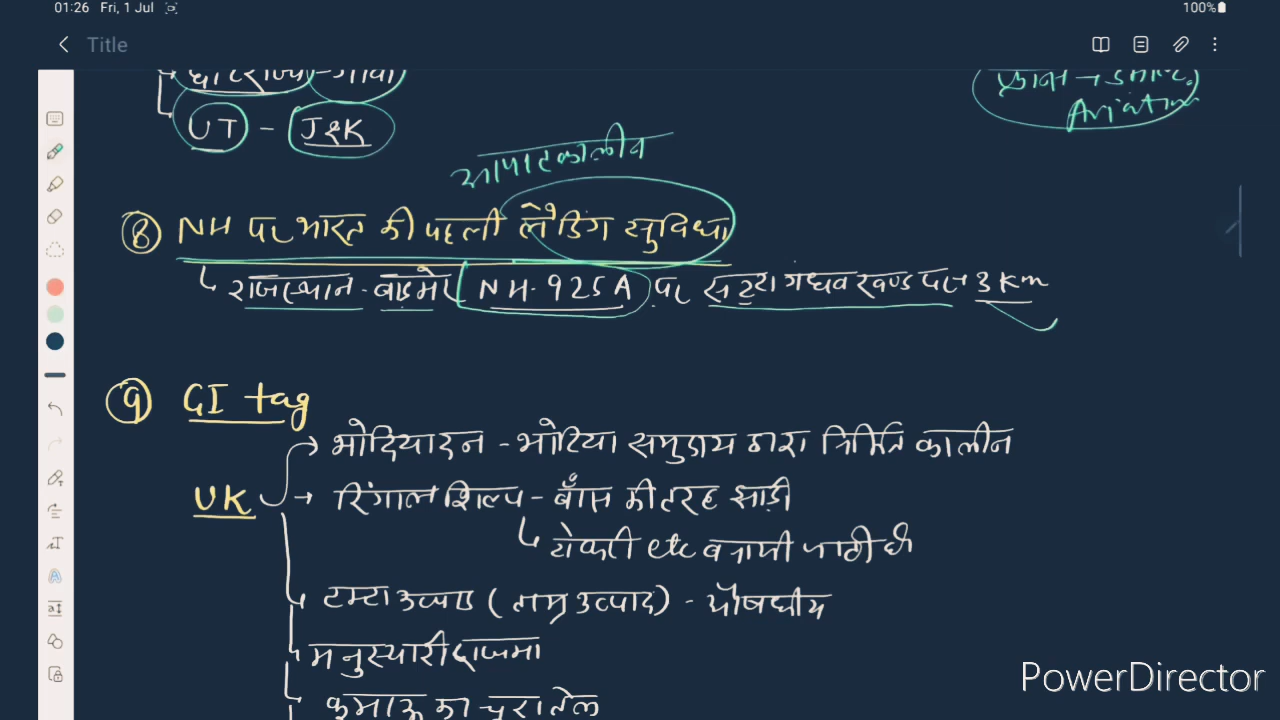 01:26 Fri, 1 Jul
100%
Title
छोटे राज्य - गोवा
Aviation
UT - J&K
आपातकालीन
⑧ NH पर भारत की पहली लैंडिंग सुविधा
राजस्थान - बाड़मेर NH-925A पर सट्टा गंधव खण्ड पर → 3 km
⑨ GI tag
UK
→ भोटिया दन - भोटिया समुदाय द्वारा निर्मित कालीन
→ रिंगाल शिल्प - बाँस की तरह झाड़ी
टोकरी etc बनायी जाती है
टम्टा उत्पाद (ताम्र उत्पाद) - औषधीय
मनुस्यारी राजमा
कुमाऊ का च्यूरा तेल
PowerDirector